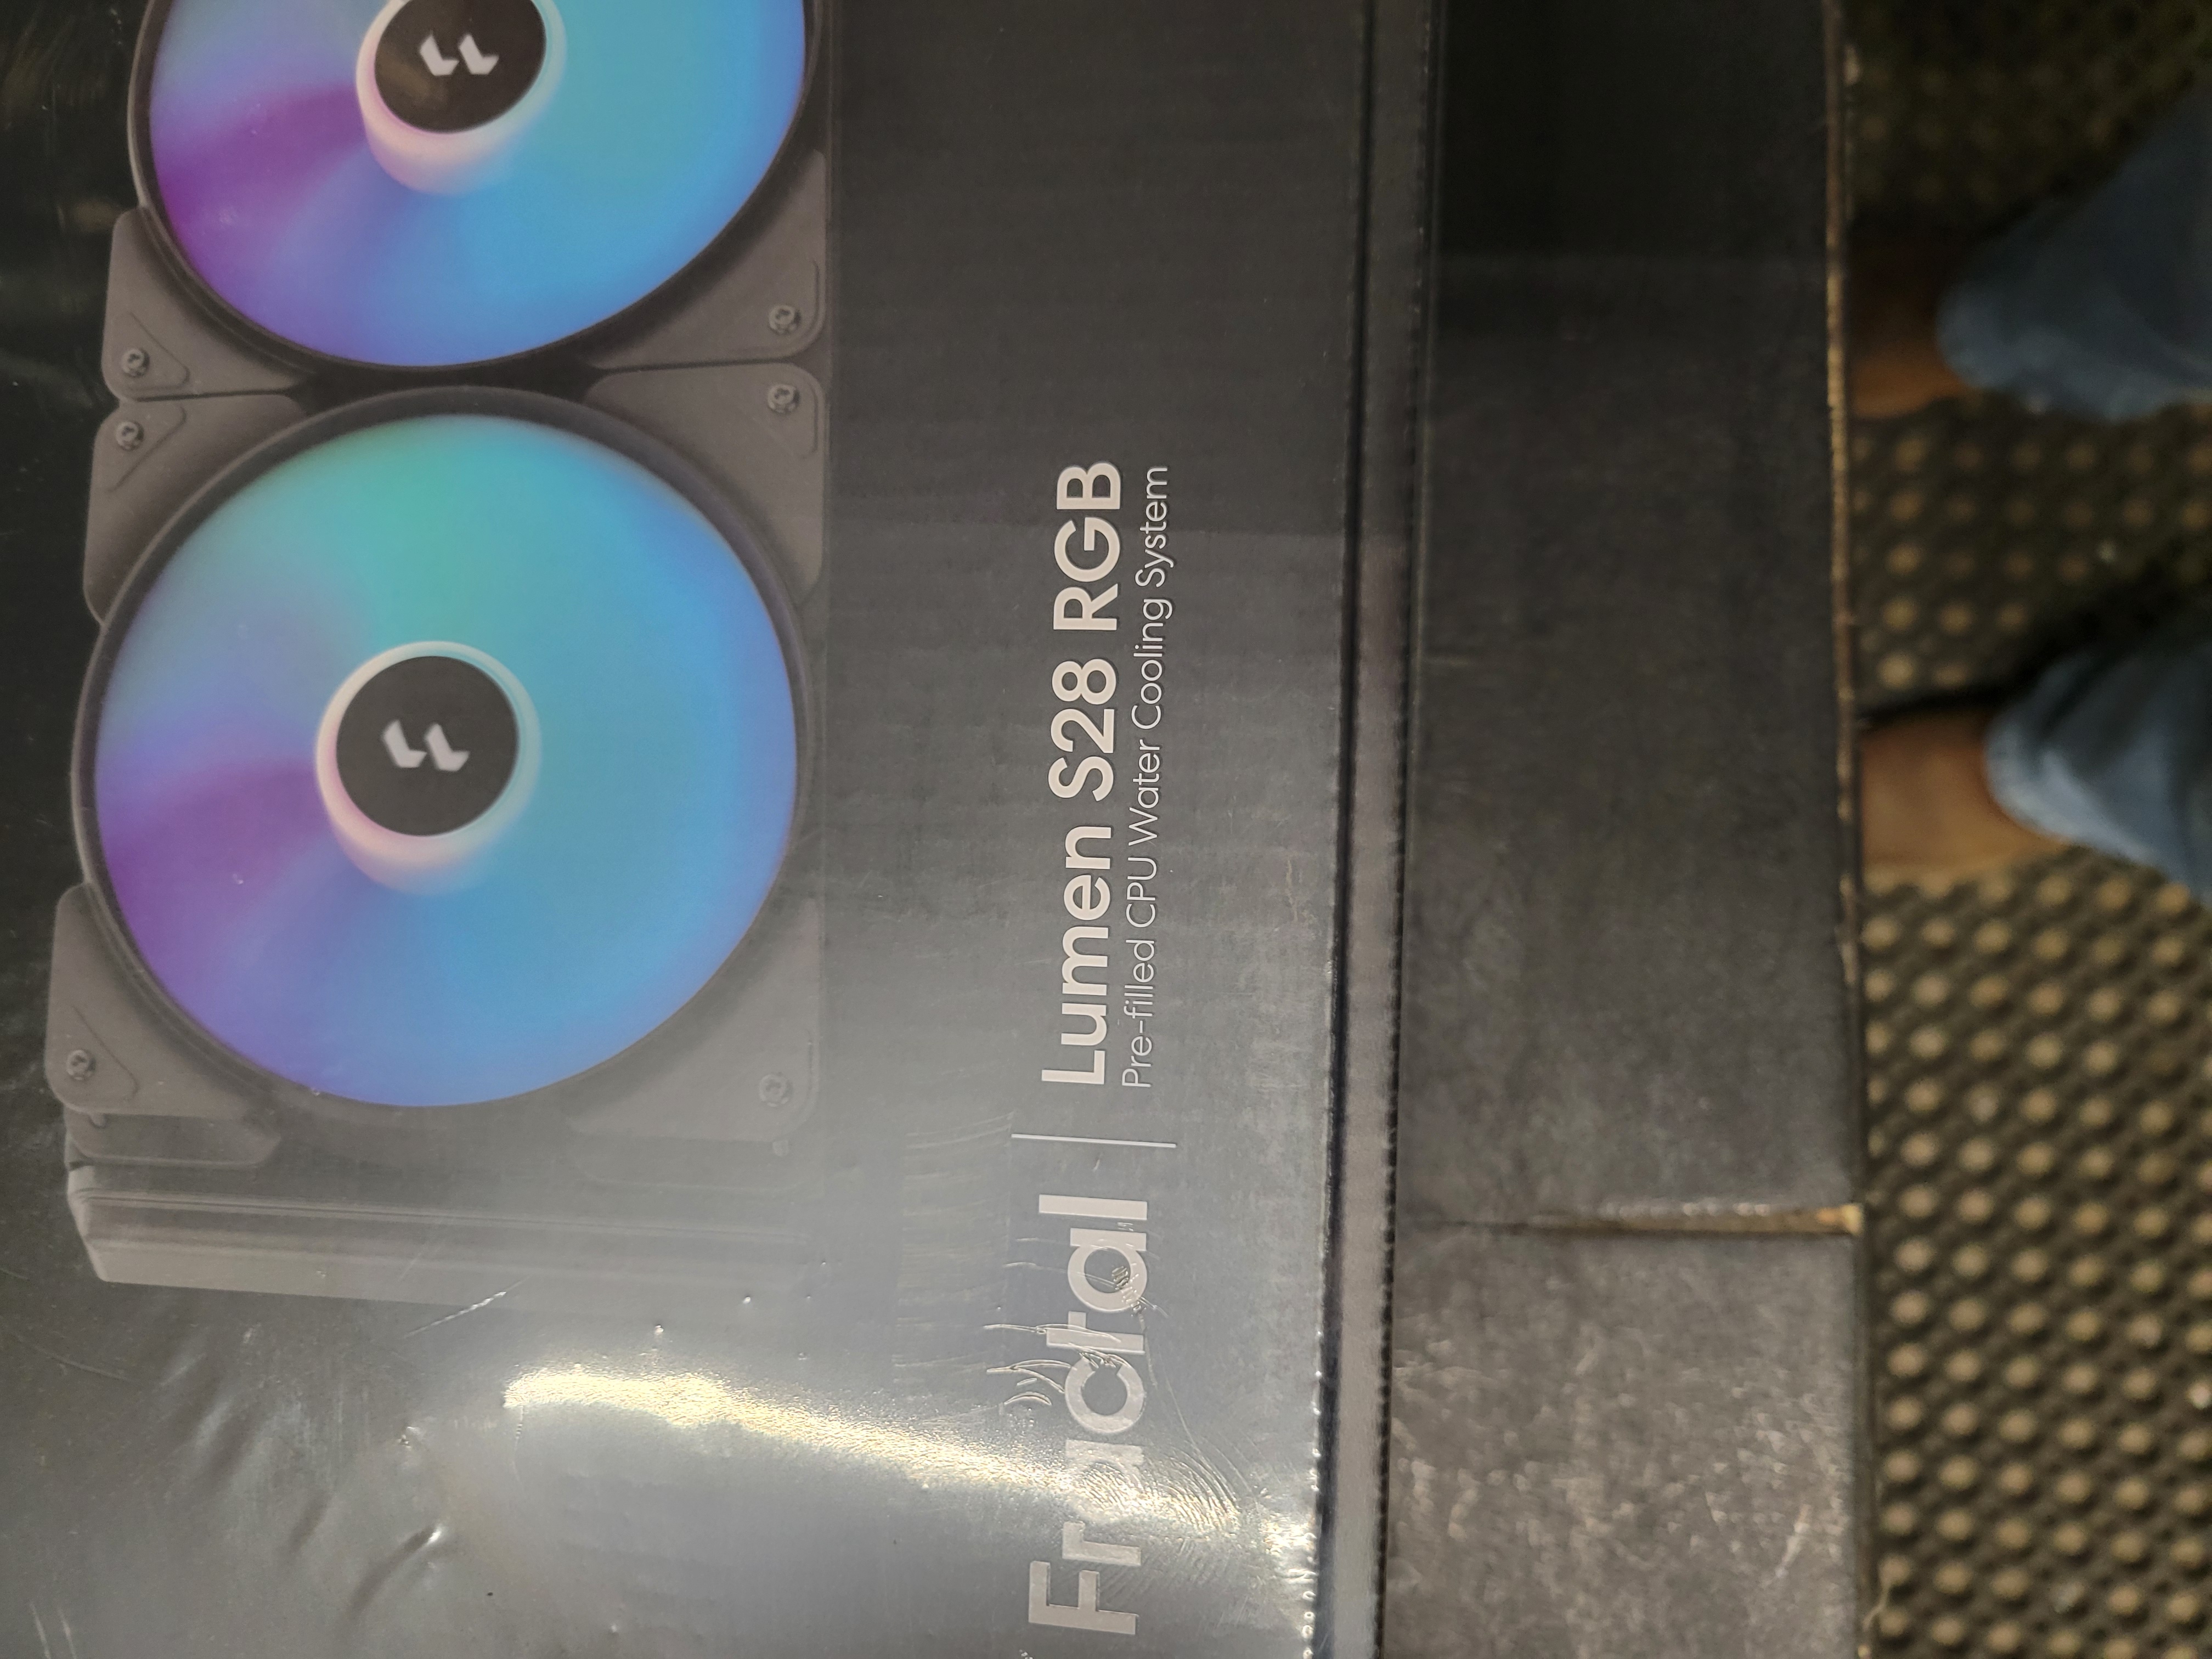 Fractal
Lumen S28 RGB
Pre-filled CPU Water Cooling System